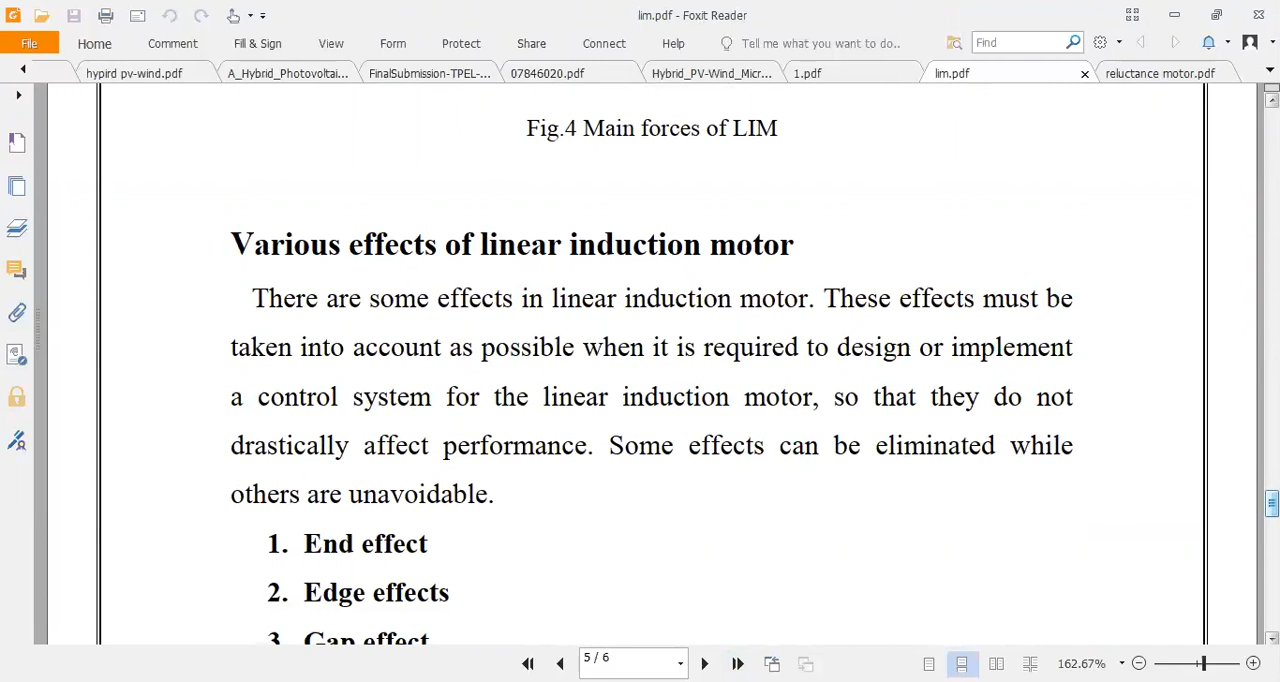 lim.pdf - Foxit Reader
File Home Comment Fill & Sign View Form Protect Share Connect Help Tell me what you want to do.. Find
hypird pv-wind.pdf A_Hybrid_Photovoltai... FinalSubmission-TPEL-... 07846020.pdf Hybrid_PV-Wind_Micr... 1.pdf lim.pdf reluctance motor.pdf
Fig.4 Main forces of LIM
Various effects of linear induction motor
There are some effects in linear induction motor. These effects must be
taken into account as possible when it is required to design or implement
a control system for the linear induction motor, so that they do not
drastically affect performance. Some effects can be eliminated while
others are unavoidable.
1. End effect
2. Edge effects
3. Gap effect
5 / 6
162.67%